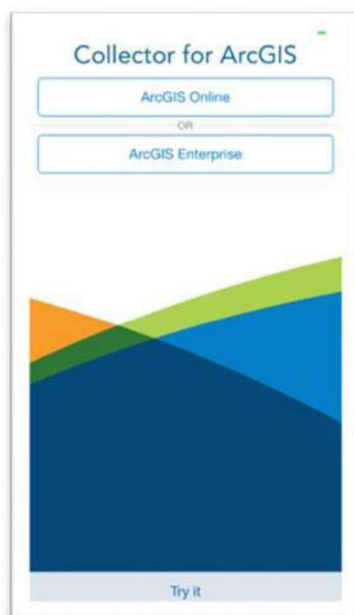 Collector for ArcGIS
ArcGIS Online
OR
ArcGIS Enterprise
Try it